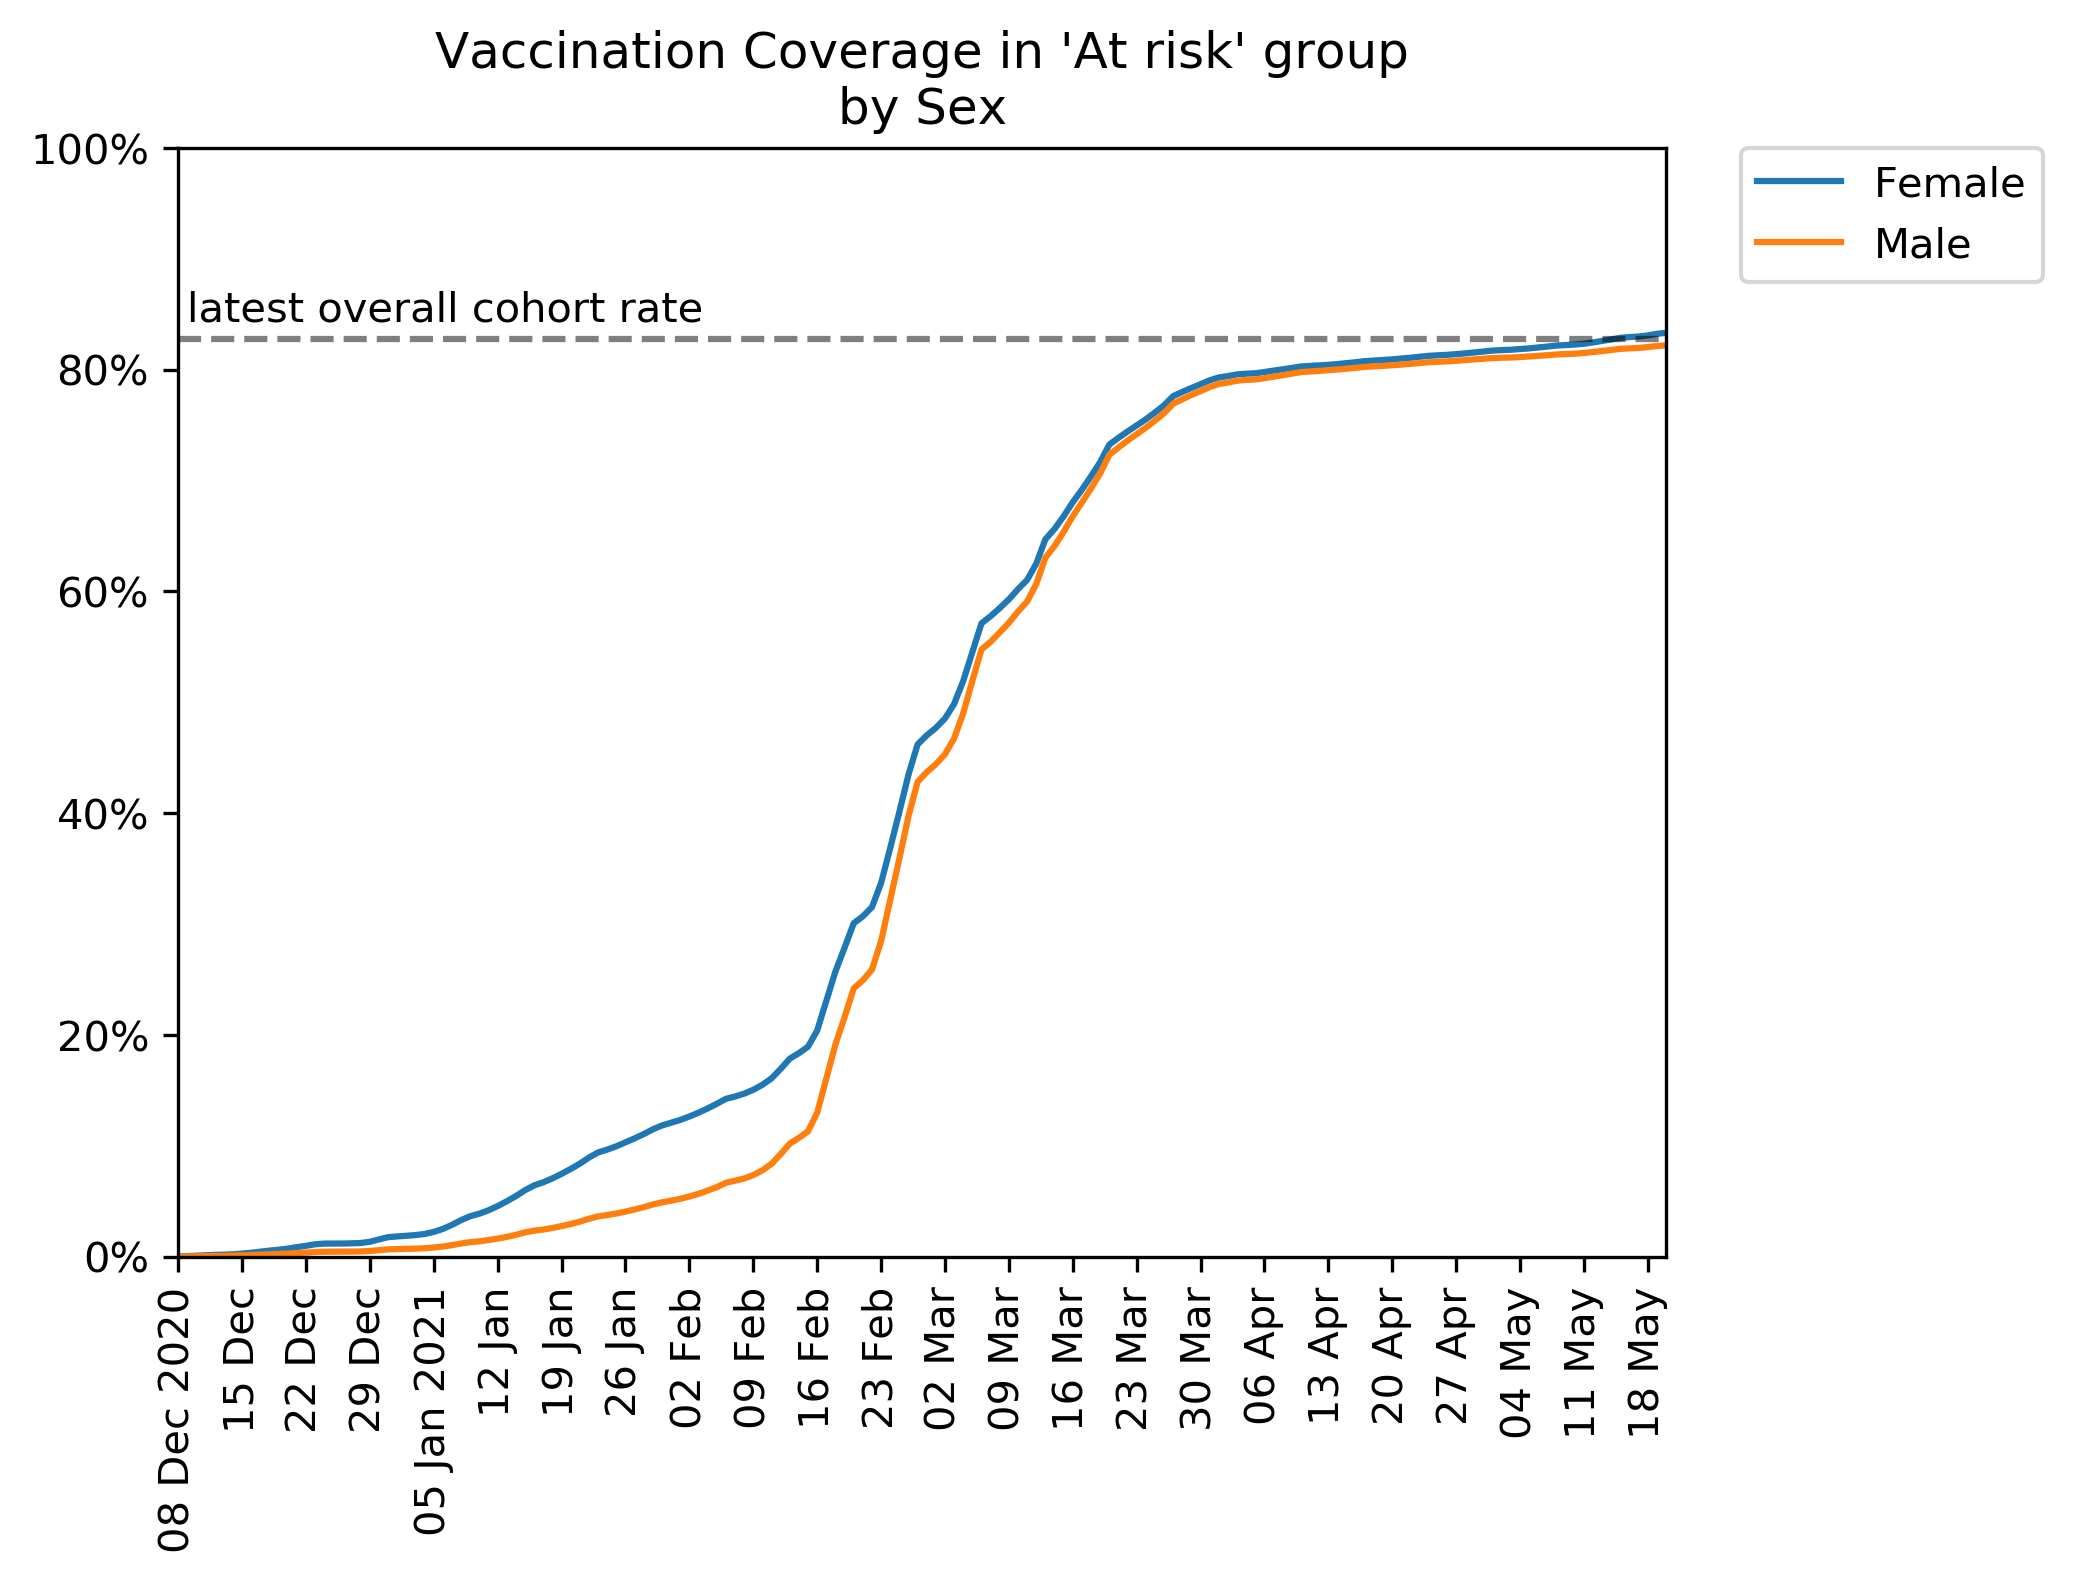 Vaccination Coverage in 'At risk' group
by Sex
100%
80%
60%
40%
20%
0%
latest overall cohort rate
Female
Male
08 Dec 2020
15 Dec
22 Dec
29 Dec
05 Jan 2021
12 Jan
19 Jan
26 Jan
02 Feb
09 Feb
16 Feb
23 Feb
02 Mar
09 Mar
16 Mar
23 Mar
30 Mar
06 Apr
13 Apr
20 Apr
27 Apr
04 May
11 May
18 May